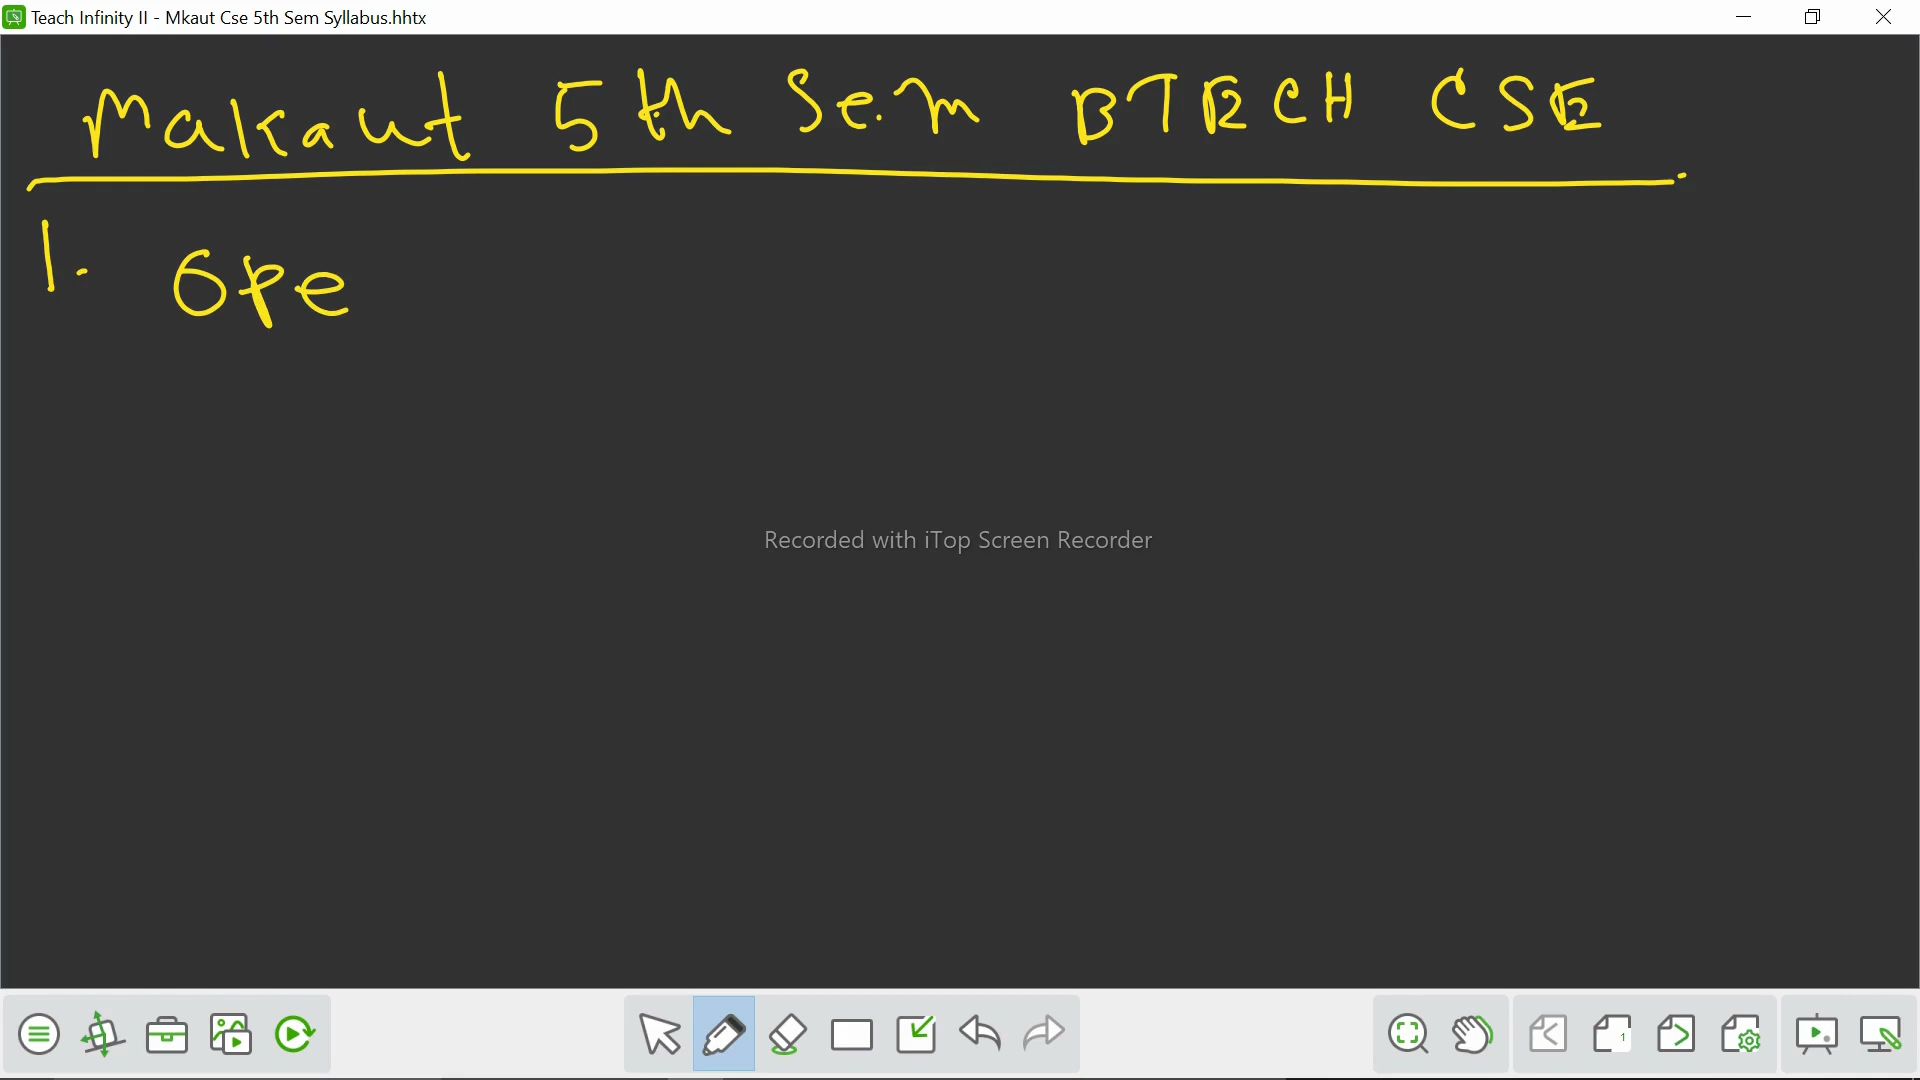 Teach Infinity II - Mkaut Cse 5th Sem Syllabus.hhtx
Makaut 5th Sem BTECH CSE
1. Ope
Recorded with iTop Screen Recorder
1